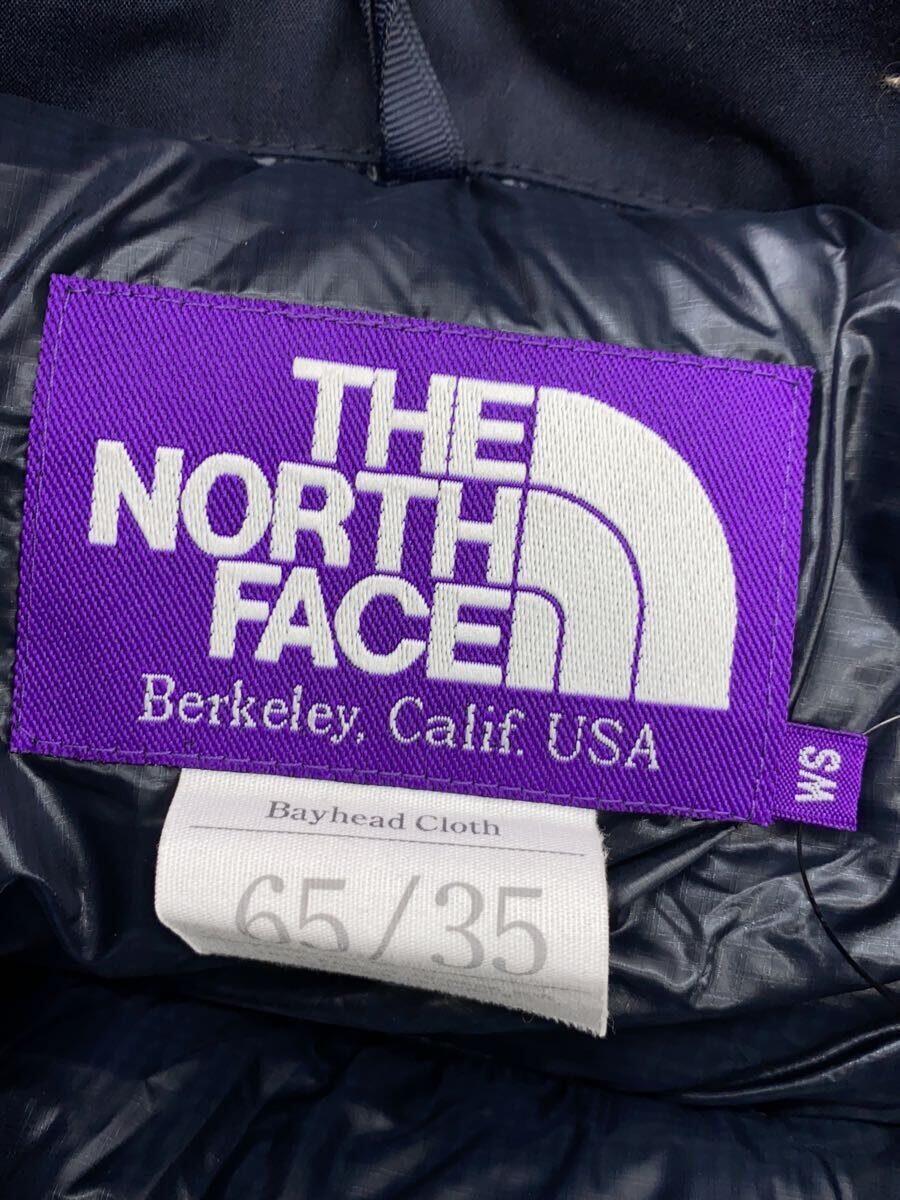 THE
NORTH
FACE
Berkeley, Calif. USA
WS
Bayhead Cloth
65/35